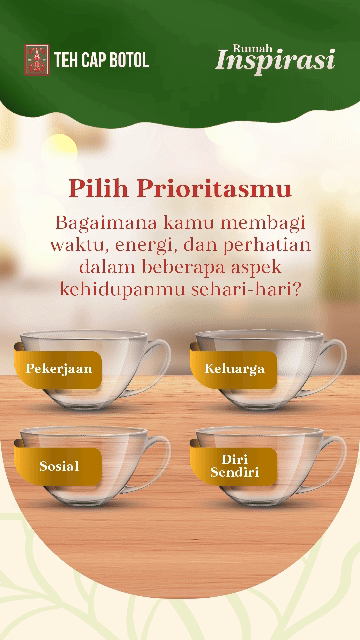 TEH CAP BOTOL
Rumah
Inspirasi
Pilih Prioritasmu
Bagaimana kamu membagi
waktu, energi, dan perhatian
dalam beberapa aspek
kehidupanmu sehari-hari?
Pekerjaan
Keluarga
Sosial
Diri
Sendiri